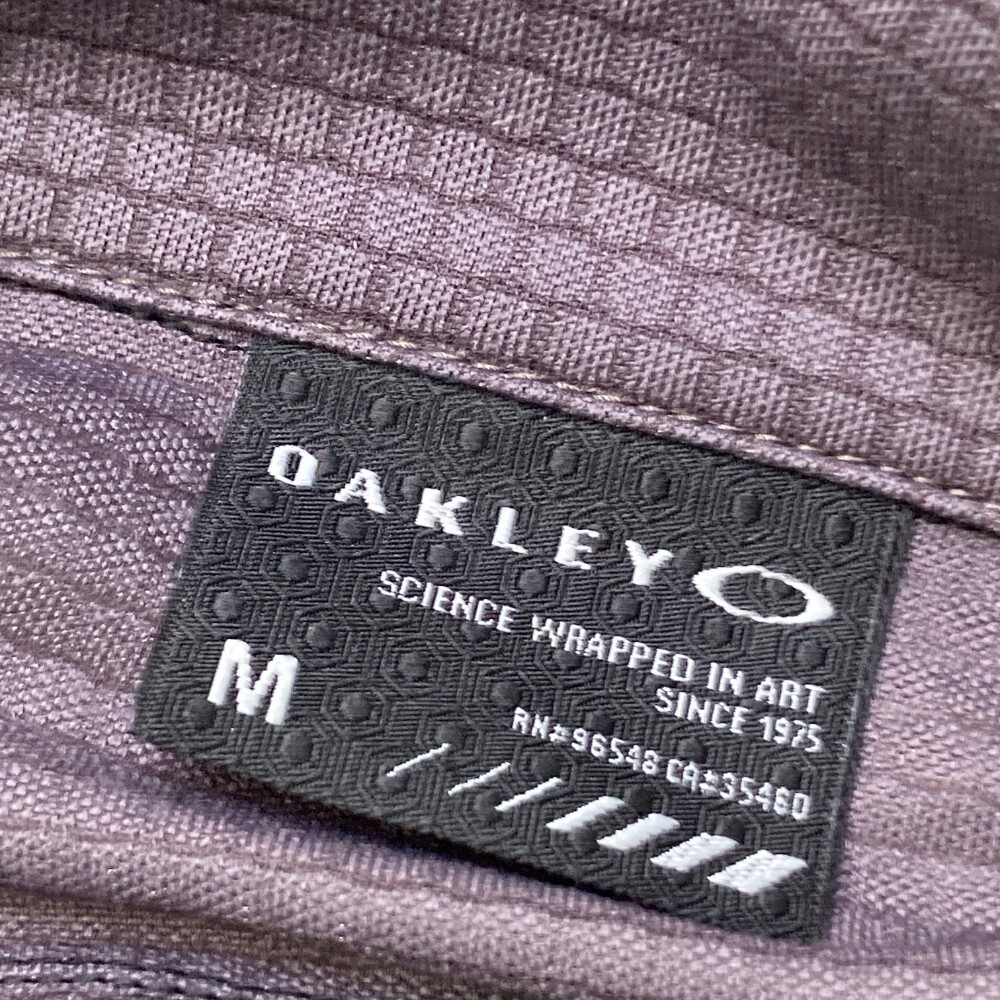 OAKLEY
SCIENCE WRAPPED IN ART
SINCE 1975
M
RN#96548 CA#35480